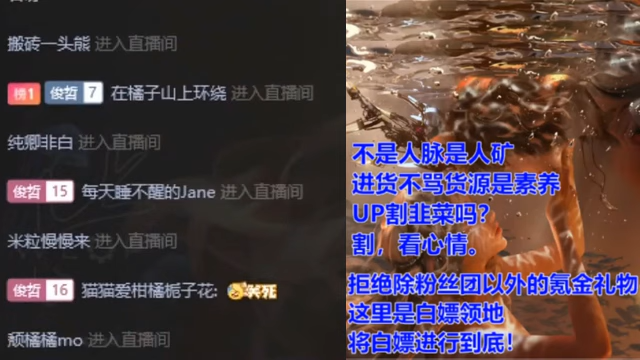 搬砖一头熊 进入直播间
榜1 俊哲 7 在橘子山上环绕 进入直播间
纯卿非白 进入直播间
俊哲 15 每天睡不醒的Jane 进入直播间
米粒慢慢来 进入直播间
俊哲 16 猫猫爱柑橘栀子花: 笑死
颓橘橘mo 进入直播间
不是人脉是人矿
进货不骂货源是素养
UP割韭菜吗?
割，看心情。
拒绝除粉丝团以外的氪金礼物
这里是白嫖领地
将白嫖进行到底!